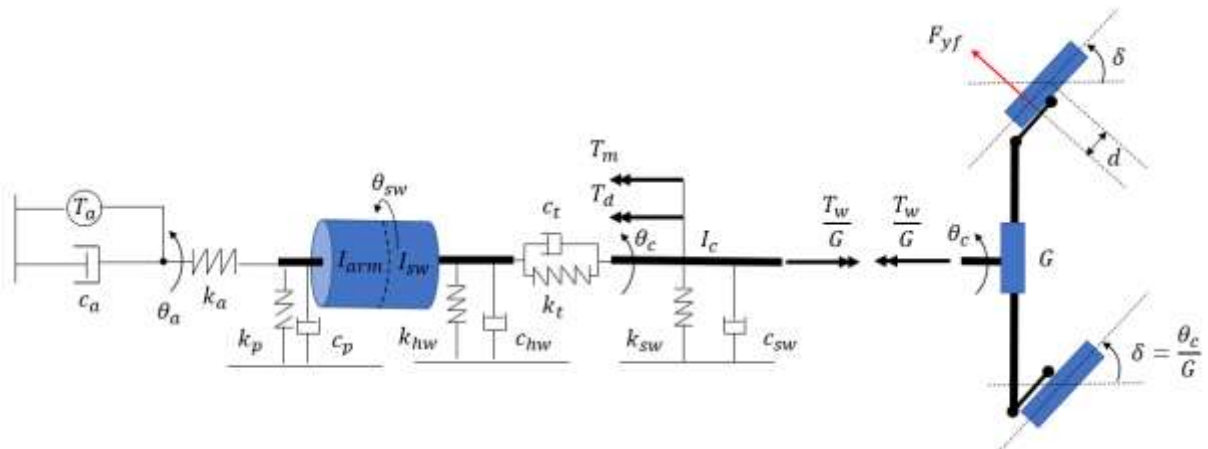 T_a
c_a
θ_a
k_a
k_p
c_p
I_arm
θ_sw
I_sw
k_hw
c_hw
c_t
k_t
T_m
T_d
θ_c
I_c
k_sw
c_sw
T_w/G
T_w/G
θ_c
G
F_yf
δ
d
δ = θ_c/G